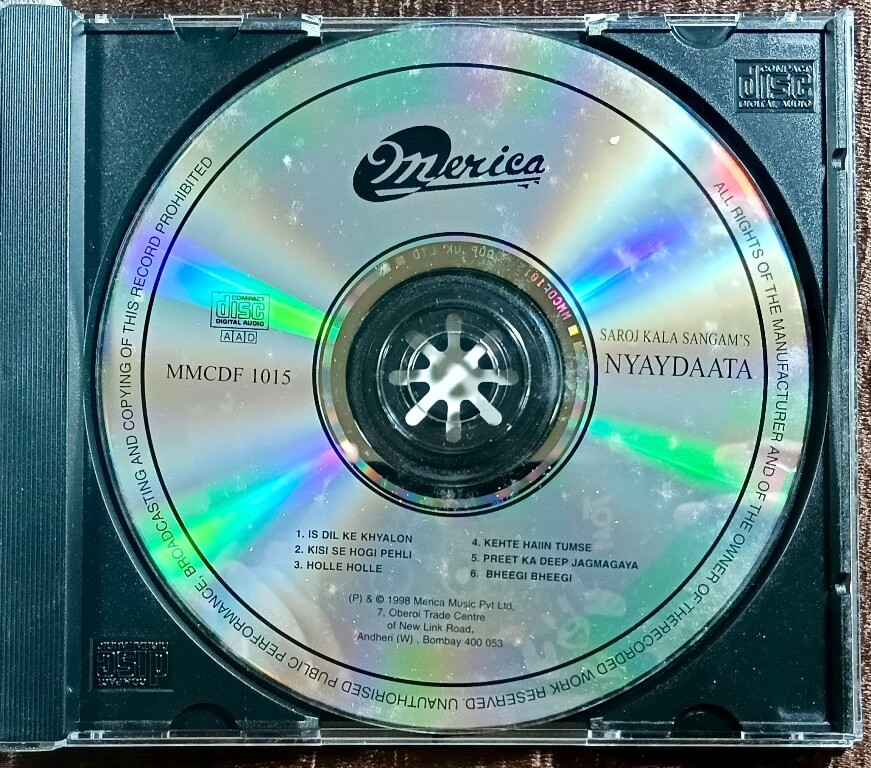 COMPACT
disc
DIGITAL AUDIO
Merica
ALL RIGHTS OF THE MANUFACTURER AND OF THE OWNER OF THERECORDED WORK RESERVED. UNAUTHORISED PUBLIC PERFORMANCE, BROADCASTING AND COPYING OF THIS RECORD PROHIBITED
COMPACT
disc
DIGITAL AUDIO
AAD
MMCDF 1015
SAROJ KALA SANGAM'S
NYAYDAATA
MMCDF1015
1. IS DIL KE KHYALON
2. KISI SE HOGI PEHLI
3. HOLLE HOLLE
4. KEHTE HAIIN TUMSE
5. PREET KA DEEP JAGMAGAYA
6. BHEEGI BHEEGI
(P) & © 1998 Merica Music Pvt Ltd.
7, Oberoi Trade Centre
of New Link Road,
Andheri (W) , Bombay 400 053
disc